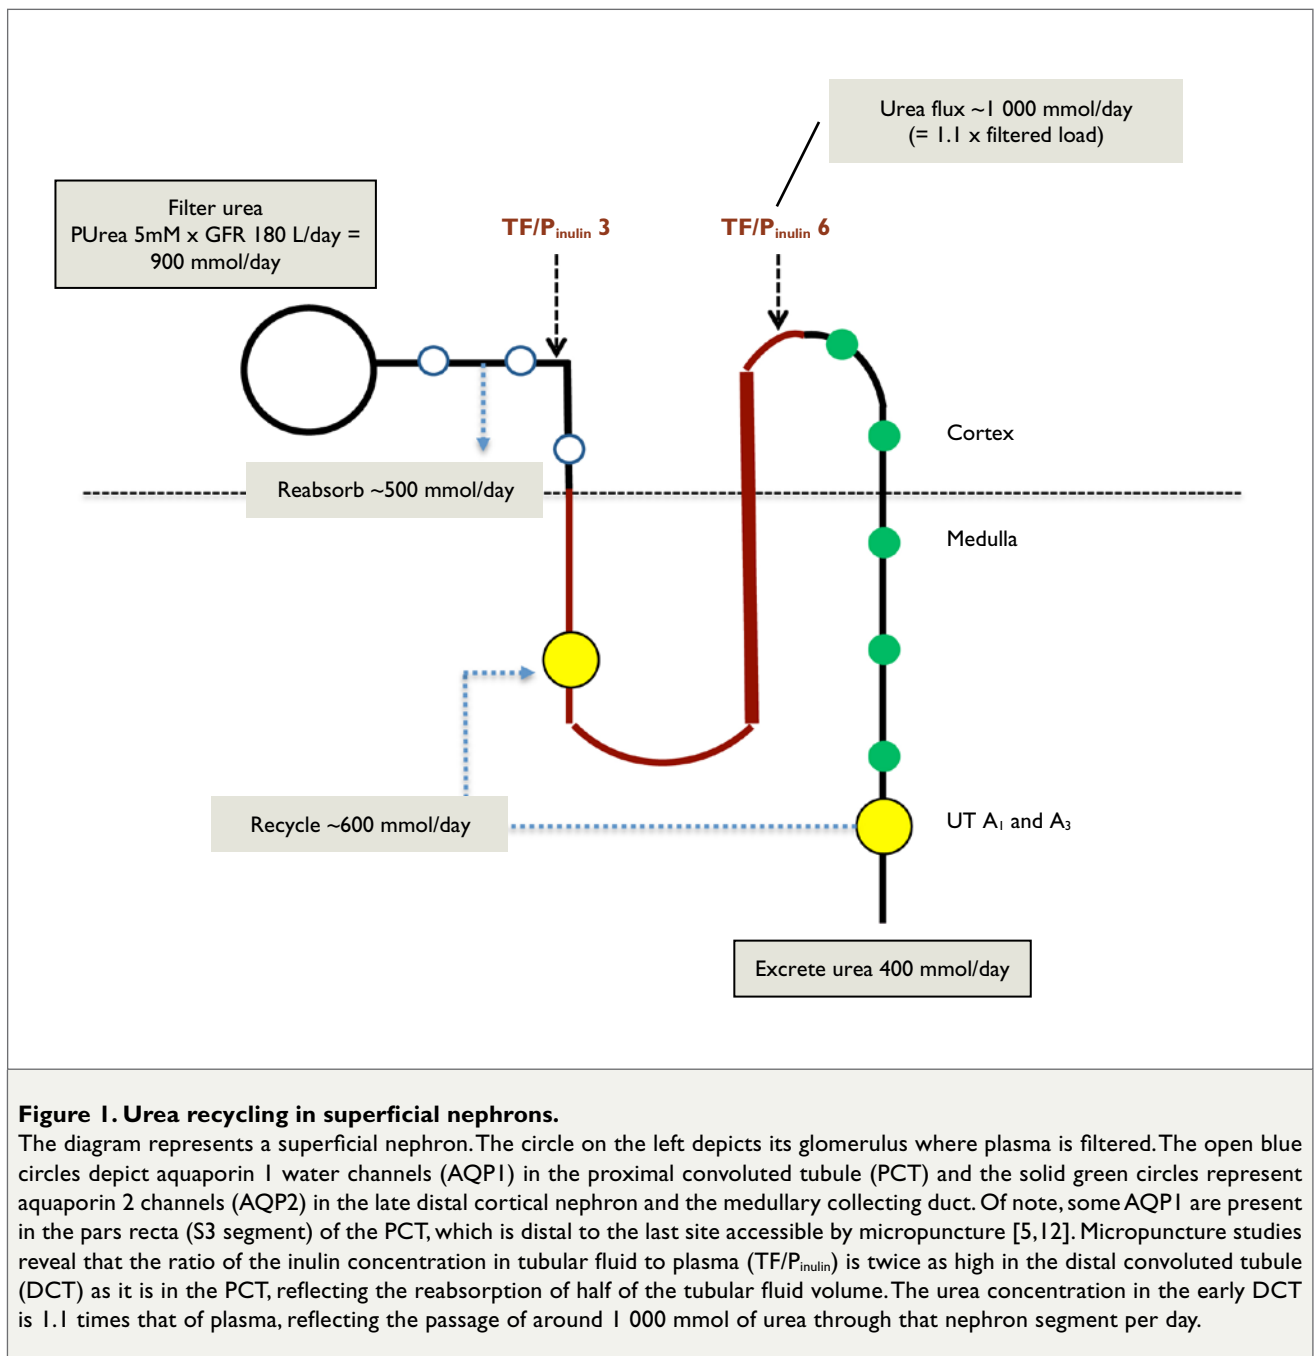 Urea flux ~1 000 mmol/day
(= 1.1 x filtered load)
Filter urea
PUrea 5mM x GFR 180 L/day =
900 mmol/day
TF/Pinulin 3
TF/Pinulin 6
Cortex
Reabsorb ~500 mmol/day
Medulla
Recycle ~600 mmol/day
UT A1 and A3
Excrete urea 400 mmol/day
Figure 1. Urea recycling in superficial nephrons.
The diagram represents a superficial nephron. The circle on the left depicts its glomerulus where plasma is filtered. The open blue
circles depict aquaporin 1 water channels (AQP1) in the proximal convoluted tubule (PCT) and the solid green circles represent
aquaporin 2 channels (AQP2) in the late distal cortical nephron and the medullary collecting duct. Of note, some AQP1 are present
in the pars recta (S3 segment) of the PCT, which is distal to the last site accessible by micropuncture [5,12]. Micropuncture studies
reveal that the ratio of the inulin concentration in tubular fluid to plasma (TF/Pinulin) is twice as high in the distal convoluted tubule
(DCT) as it is in the PCT, reflecting the reabsorption of half of the tubular fluid volume. The urea concentration in the early DCT
is 1.1 times that of plasma, reflecting the passage of around 1 000 mmol of urea through that nephron segment per day.